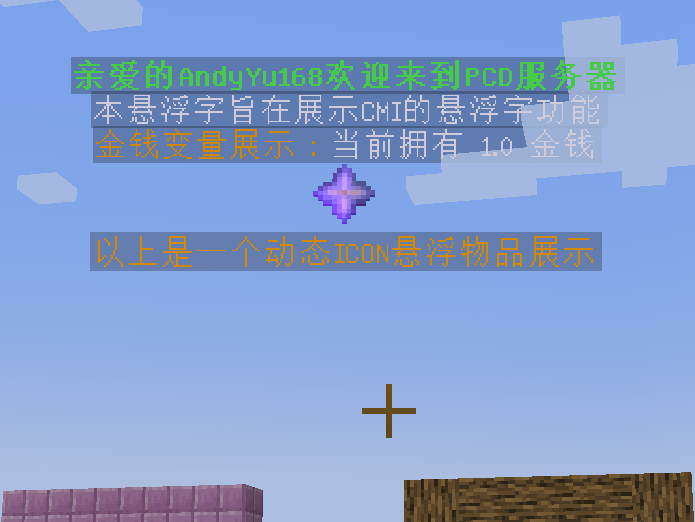 亲爱的AndyYu168欢迎来到PCD服务器
本悬浮字旨在展示CMI的悬浮字功能
金钱变量展示：当前拥有 1.0 金钱
以上是一个动态ICON悬浮物品展示